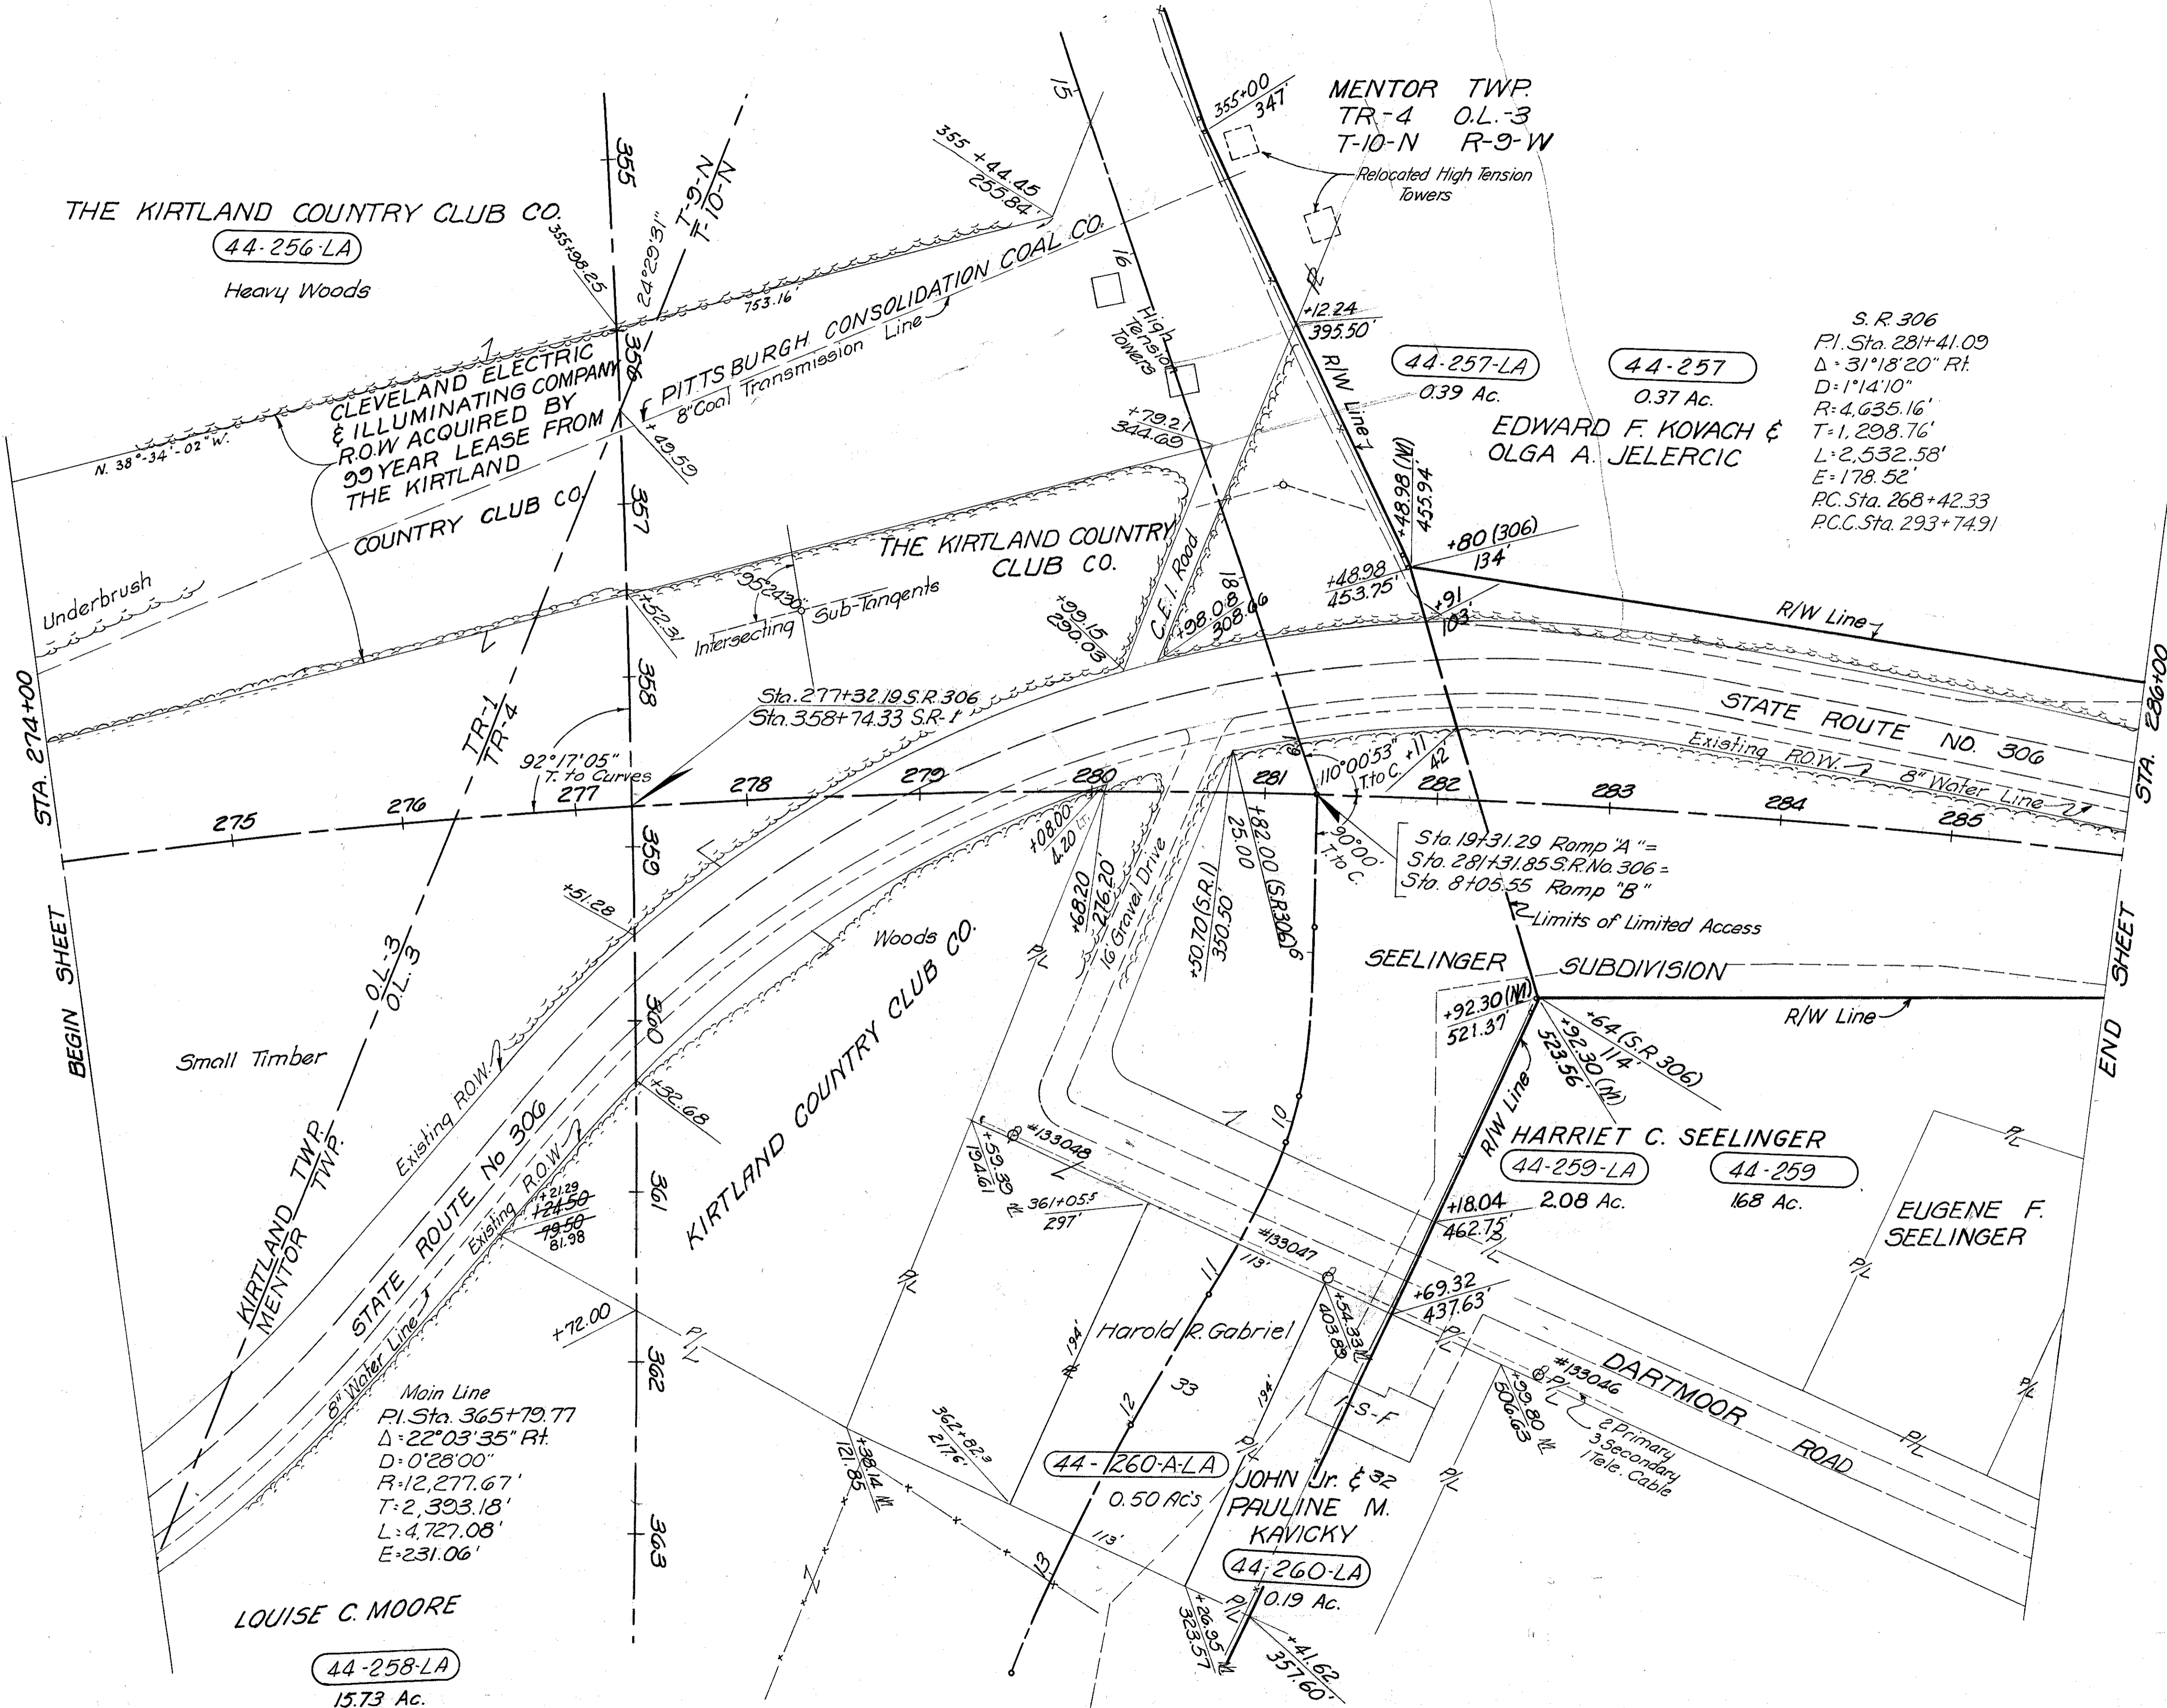 MENTOR TWP.
TR-4 O.L.-3
T-10-N R-9-W
Relocated High Tension
Towers
355+00
347'
15
355
T-9-N
T-10-N
355+44.45
255.84'
THE KIRTLAND COUNTRY CLUB CO.
44-256-LA
Heavy Woods
355+98.25
24°29'31"
753.16'
PITTSBURGH CONSOLIDATION COAL CO.
8" Coal Transmission Line
16
High
Tension
Towers
+12.24
395.50'
R/W Line
44-257-LA
0.39 Ac.
44-257
0.37 Ac.
EDWARD F. KOVACH &
OLGA A. JELERCIC
S.R. 306
P.I. Sta. 281+41.09
Δ=31°18'20" Rt.
D=1°14'10"
R=4,635.16'
T=1,298.76'
L=2,532.58'
E=178.52'
P.C. Sta. 268+42.33
P.C.C. Sta. 293+74.91
N. 38°-34'-02" W.
CLEVELAND ELECTRIC
& ILLUMINATING COMPANY
R.O.W ACQUIRED BY
99 YEAR LEASE FROM
THE KIRTLAND
COUNTRY CLUB CO.
356
+49.59
+79.21
344.69
357
+48.98 (M)
455.94'
+80 (306)
134'
+48.98
453.75'
+91
103'
R/W Line
Underbrush
THE KIRTLAND COUNTRY
CLUB CO.
95°24'30"
Intersecting Sub-Tangents
C.E.I. Road
18
+98.08
308.66
+99.15
290.03
+52.31
358
STA. 274+00
BEGIN SHEET
TR-1
TR-4
Sta. 277+32.19 S.R. 306
Sta. 358+74.33 S.R-1
92°17'05"
T. to Curves
275
276
277
278
279
280
281
282
283
284
285
19
110°00'53"
T. to C.
+11
42
STATE ROUTE NO. 306
Existing R.O.W.
8" Water Line
STA. 286+00
END SHEET
90°00'
T. to C.
Sta. 19+31.29 Ramp "A"=
Sta. 281+31.85 S.R. No. 306=
Sta. 8+05.55 Ramp "B"
Limits of Limited Access
359
+51.28
+08.00
4.20 LT.
+68.20
276.20'
16' Gravel Drive
+50.70 (S.R.1)
350.50'
+82.00 (S.R.306)
25.00
9
Woods
KIRTLAND COUNTRY CLUB CO.
P/L
SEELINGER SUBDIVISION
+92.30 (M)
521.37'
R/W Line
+64 (S.R 306)
114'
+92.30 (M)
523.56'
O.L.-3
O.L.-3
Small Timber
360
+32.68
Existing R.O.W.
STATE ROUTE No 306
Existing R.O.W.
KIRTLAND TWP.
MENTOR TWP.
8" Water Line
+21.29
+24.50
79.50
81.98
361
10
#133048
+59.39
194.61
361+05.5
297'
R/W Line
HARRIET C. SEELINGER
44-259-LA
2.08 Ac.
44-259
1.68 Ac.
+18.04
462.75'
P/L
EUGENE F.
SEELINGER
P/L
P/L
P/L
#133047
113'
11
P/L
+69.32
437.63'
P/L
+72.00
P/L
362
194'
Harold R. Gabriel
33
+54.33
403.89
194'
1-S-F
#133046
P/L
+99.80
506.63
2 Primary
3 Secondary
1 Tele. Cable
DARTMOOR ROAD
P/L
Main Line
P.I. Sta. 365+79.77
Δ=22°03'35" Rt.
D=0°28'00"
R=12,277.67'
T=2,393.18'
L=4,727.08'
E=231.06'
12
362+82.3
217.6'
+38.14
121.85
44-260-A-LA
0.50 Ac's
P/L
P/L
JOHN Jr. & 32
PAULINE M.
KAVICKY
44-260-LA
0.19 Ac.
363
113'
13
P/L
+26.95
323.57
+41.62
357.60'
LOUISE C. MOORE
44-258-LA
15.73 Ac.